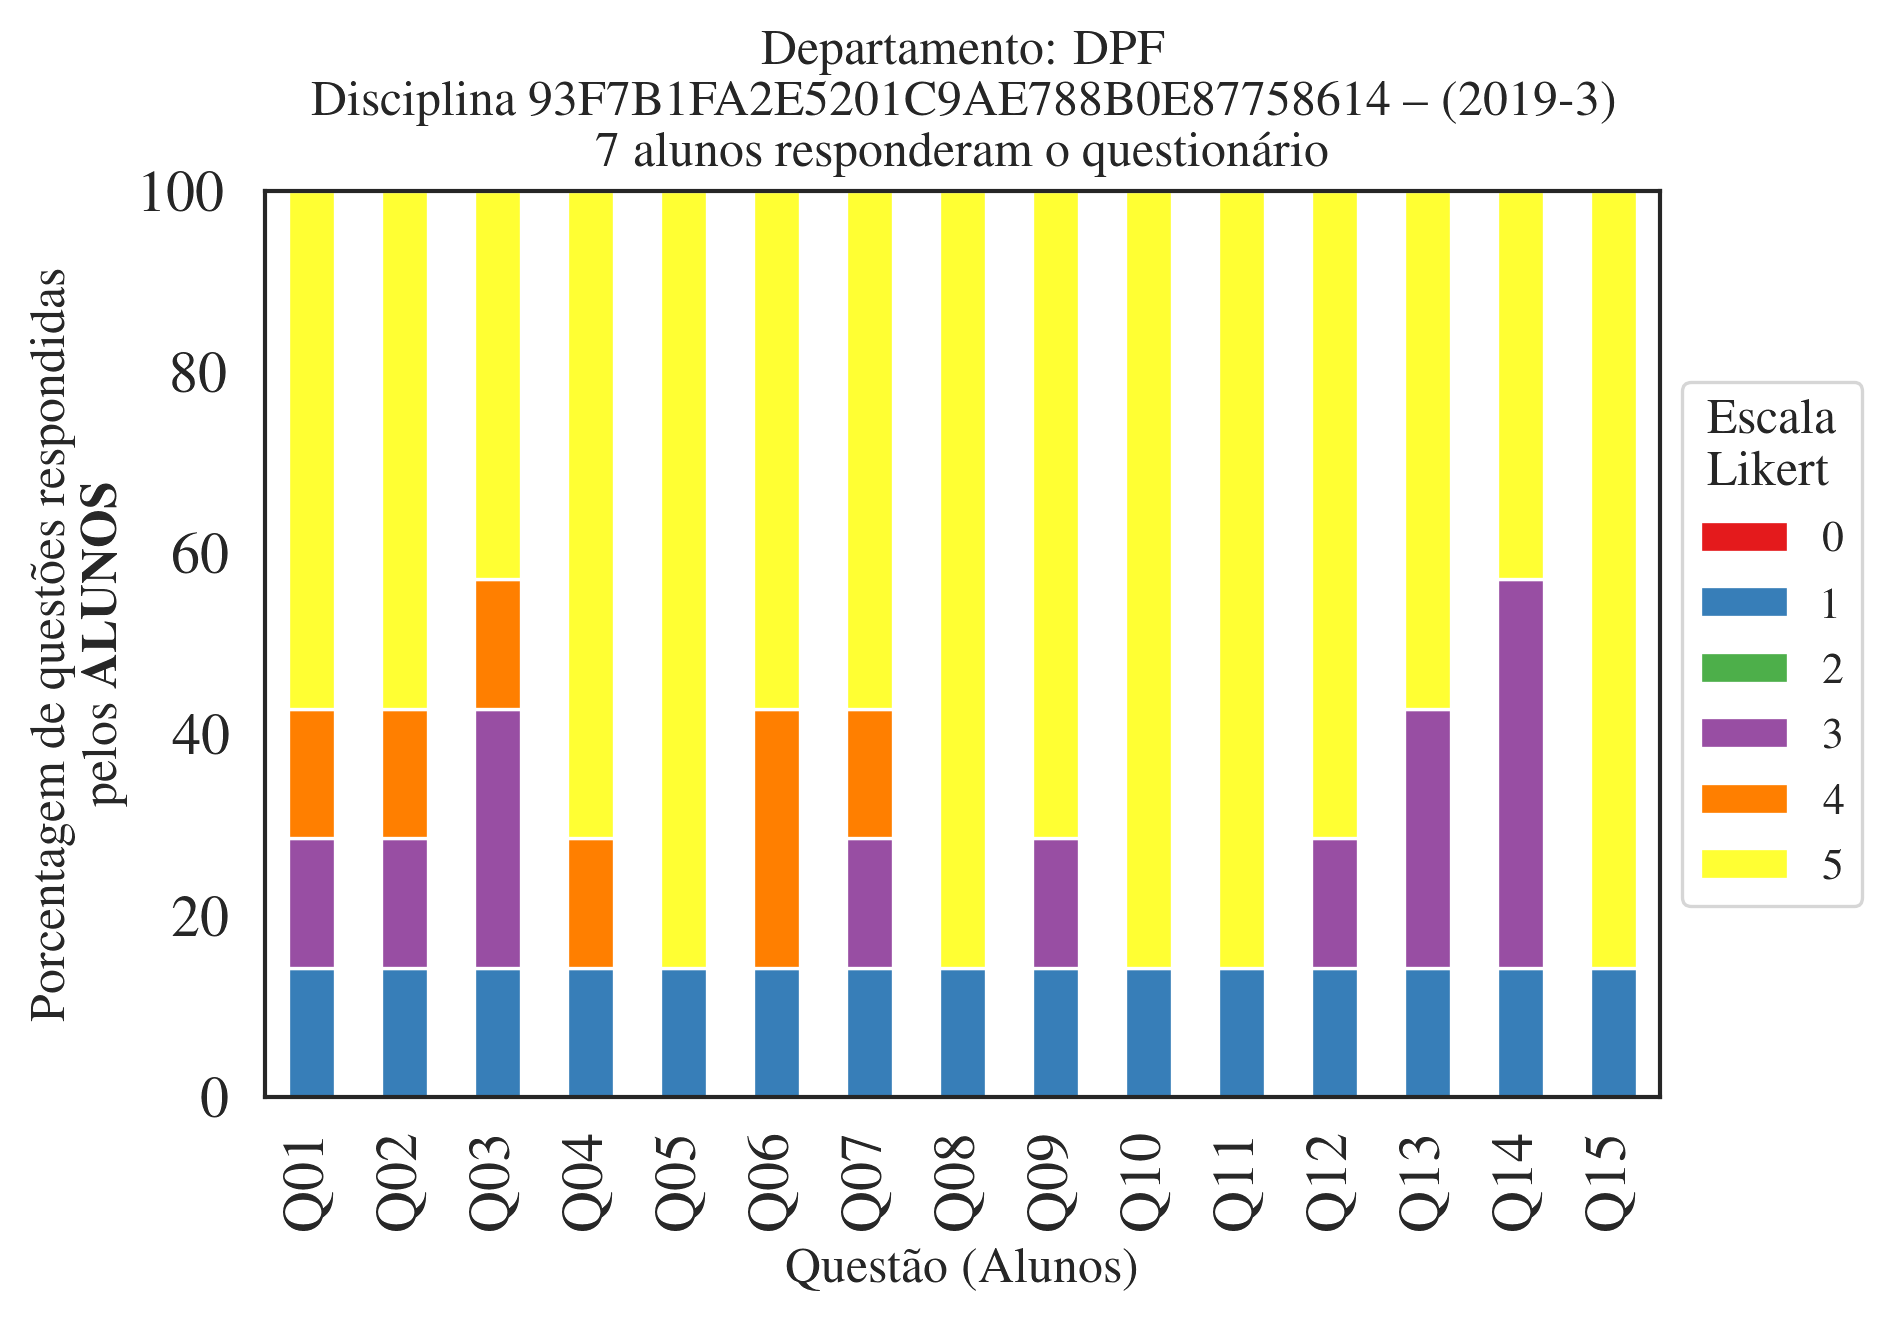 Departamento: DPF
Disciplina 93F7B1FA2E5201C9AE788B0E87758614 – (2019-3)
7 alunos responderam o questionário
Porcentagem de questões respondidas
pelos ALUNOS
100
80
60
40
20
0
Q01
Q02
Q03
Q04
Q05
Q06
Q07
Q08
Q09
Q10
Q11
Q12
Q13
Q14
Q15
Questão (Alunos)
Escala
Likert
0
1
2
3
4
5